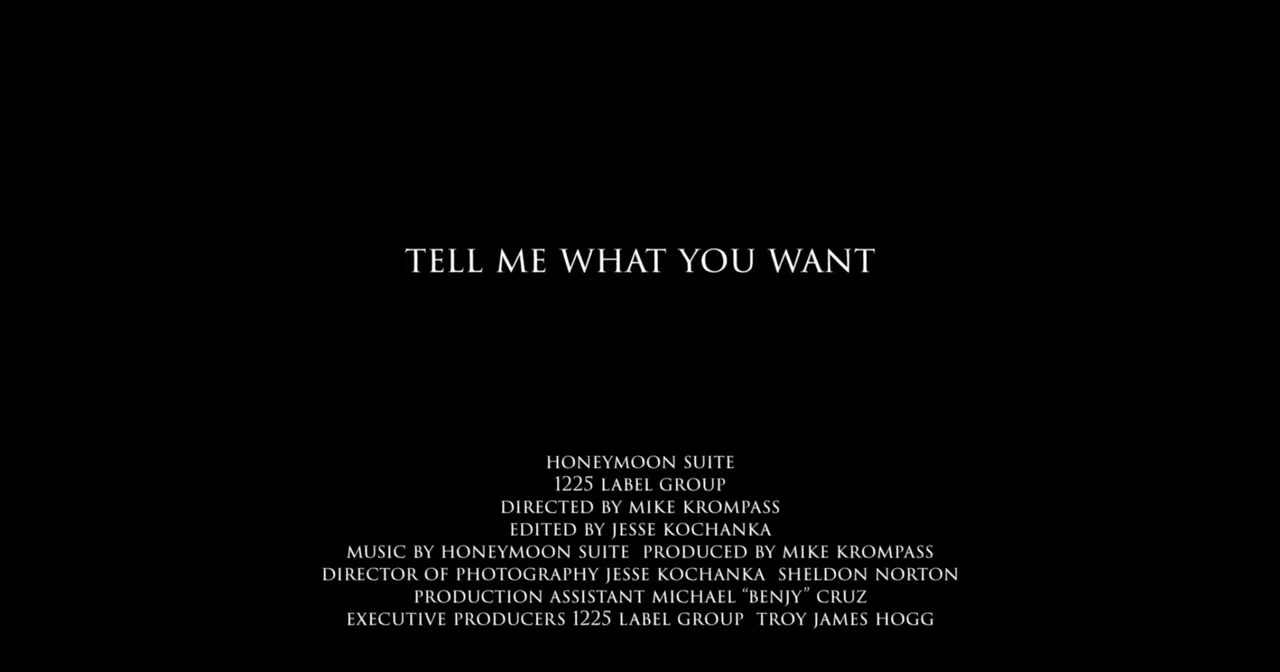 TELL ME WHAT YOU WANT
HONEYMOON SUITE
1225 LABEL GROUP
DIRECTED BY MIKE KROMPASS
EDITED BY JESSE KOCHANKA
MUSIC BY HONEYMOON SUITE PRODUCED BY MIKE KROMPASS
DIRECTOR OF PHOTOGRAPHY JESSE KOCHANKA SHELDON NORTON
PRODUCTION ASSISTANT MICHAEL “BENJY” CRUZ
EXECUTIVE PRODUCERS 1225 LABEL GROUP TROY JAMES HOGG